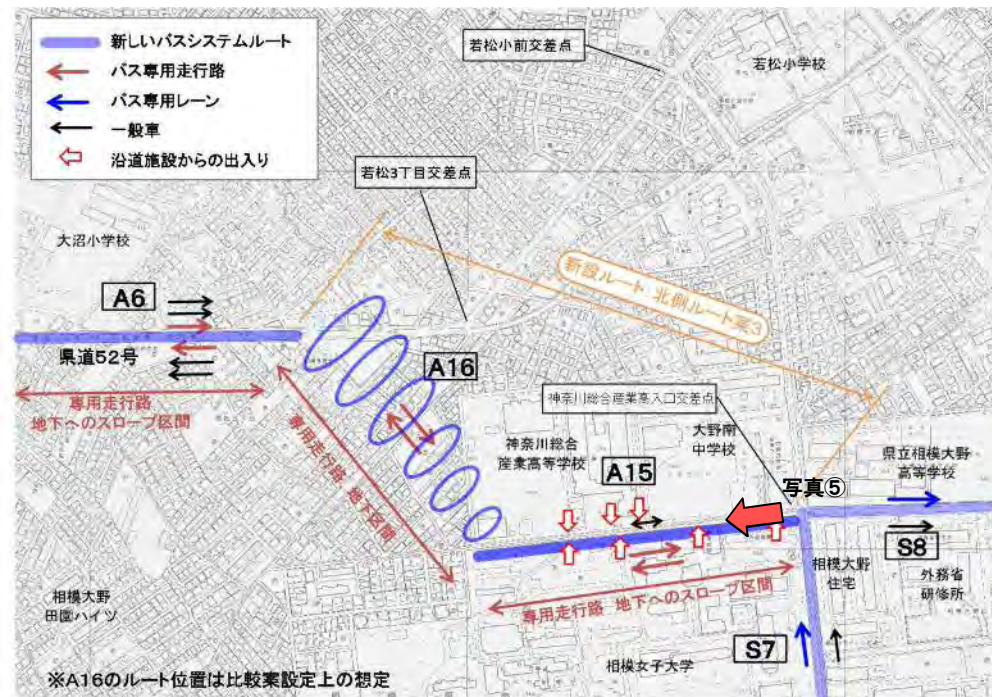 新しいバスシステムルート
バス専用走行路
バス専用レーン
一般車
沿道施設からの出入り
若松小前交差点
若松小学校
若松3丁目交差点
大沼小学校
新設ルート 北側ルート案3
A6
県道52号
A16
専用走行路
地下へのスロープ区間
専用走行路 地下区間
神奈川総合産業高入口交差点
神奈川総合
産業高等学校
大野南
中学校
県立相模大野
高等学校
A15
写真⑤
S8
相模大野
住宅
外務省
研修所
相模大野
田園ハイツ
専用走行路 地下へのスロープ区間
S7
相模女子大学
※A16のルート位置は比較案設定上の想定